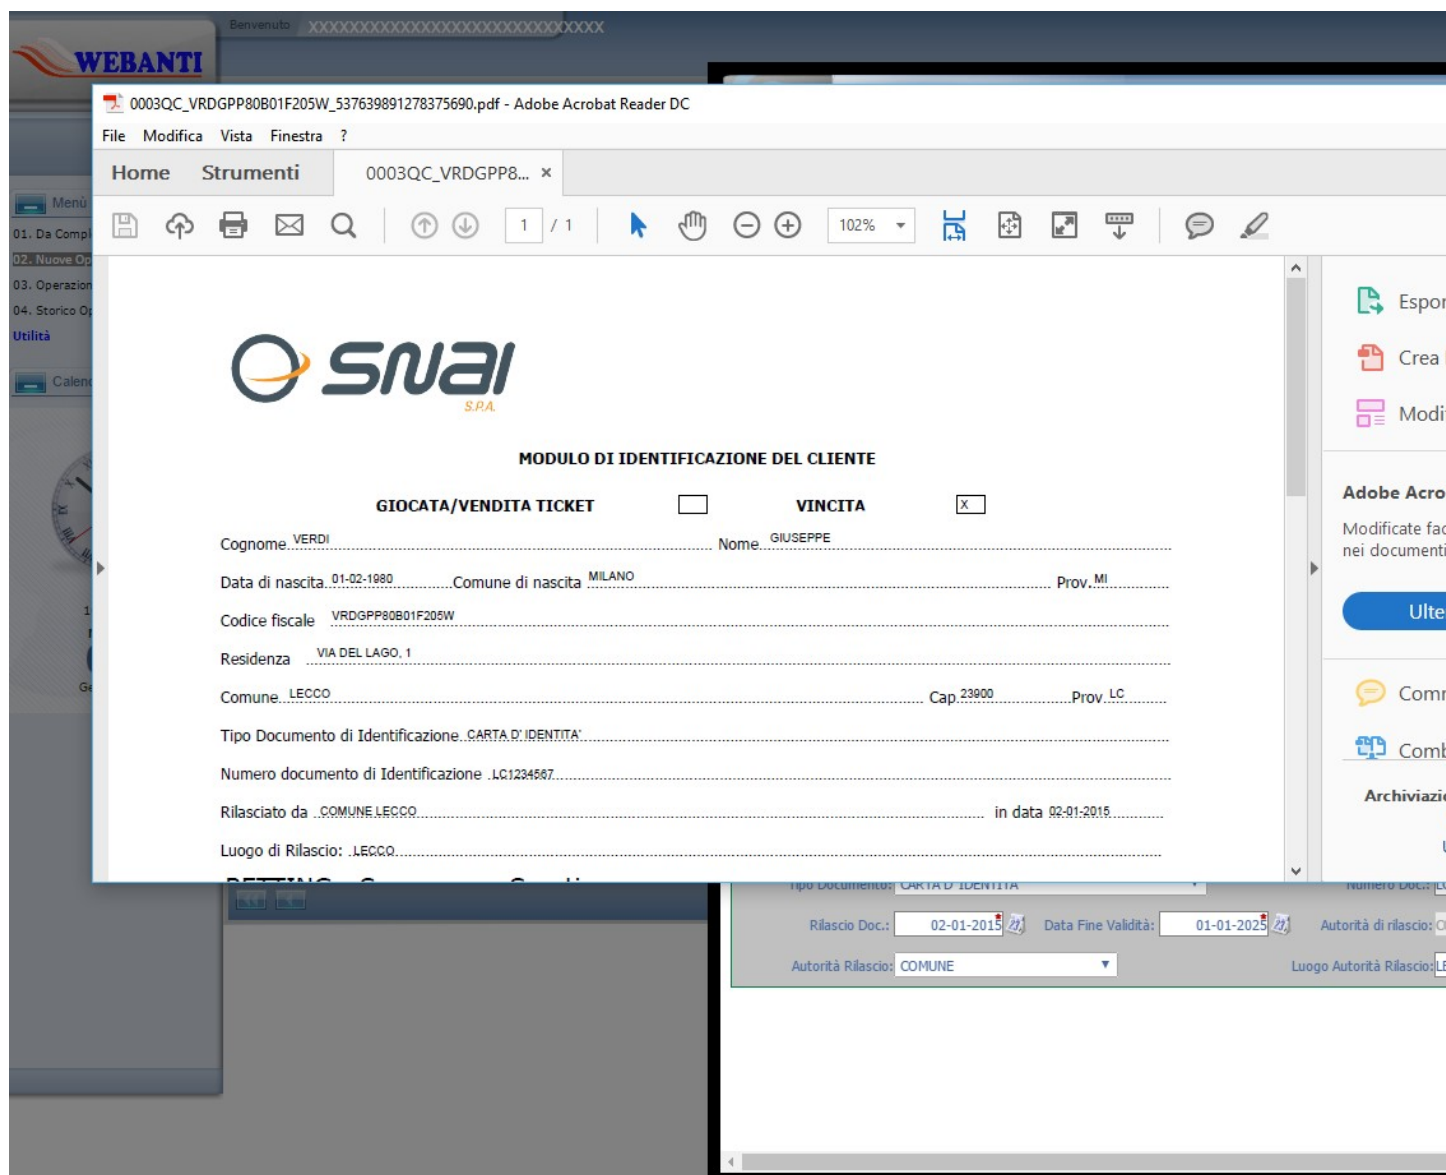 Benvenuto XXXXXXXXXXXXXXXXXXXXXXXXXXXXXX
WEBANTI
0003QC_VRDGPP80B01F205W_537639891278375690.pdf - Adobe Acrobat Reader DC
File Modifica Vista Finestra ?
Home Strumenti 0003QC_VRDGPP8... ×
1 / 1 102%
Menù
01. Da Compl
02. Nuove Op
03. Operazion
04. Storico Op
Utilità
Calend
snai
S.P.A.
MODULO DI IDENTIFICAZIONE DEL CLIENTE
GIOCATA/VENDITA TICKET VINCITA X
Cognome VERDI Nome GIUSEPPE
Data di nascita 01-02-1980 Comune di nascita MILANO Prov. MI
Codice fiscale VRDGPP80B01F205W
Residenza VIA DEL LAGO, 1
Comune LECCO Cap 23900 Prov. LC
Tipo Documento di Identificazione CARTA D' IDENTITA'
Numero documento di Identificazione LC1234567
Rilasciato da COMUNE LECCO in data 02-01-2015
Luogo di Rilascio: LECCO
Espor
Crea
Modi
Adobe Acro
Modificate fac
nei documenti
Ulte
Comm
Comb
Archiviazio
Tipo Documento: CARTA D' IDENTITA' Numero Doc.:
Rilascio Doc.: 02-01-2015 Data Fine Validità: 01-01-2025 Autorità di rilascio:
Autorità Rilascio: COMUNE Luogo Autorità Rilascio: LE